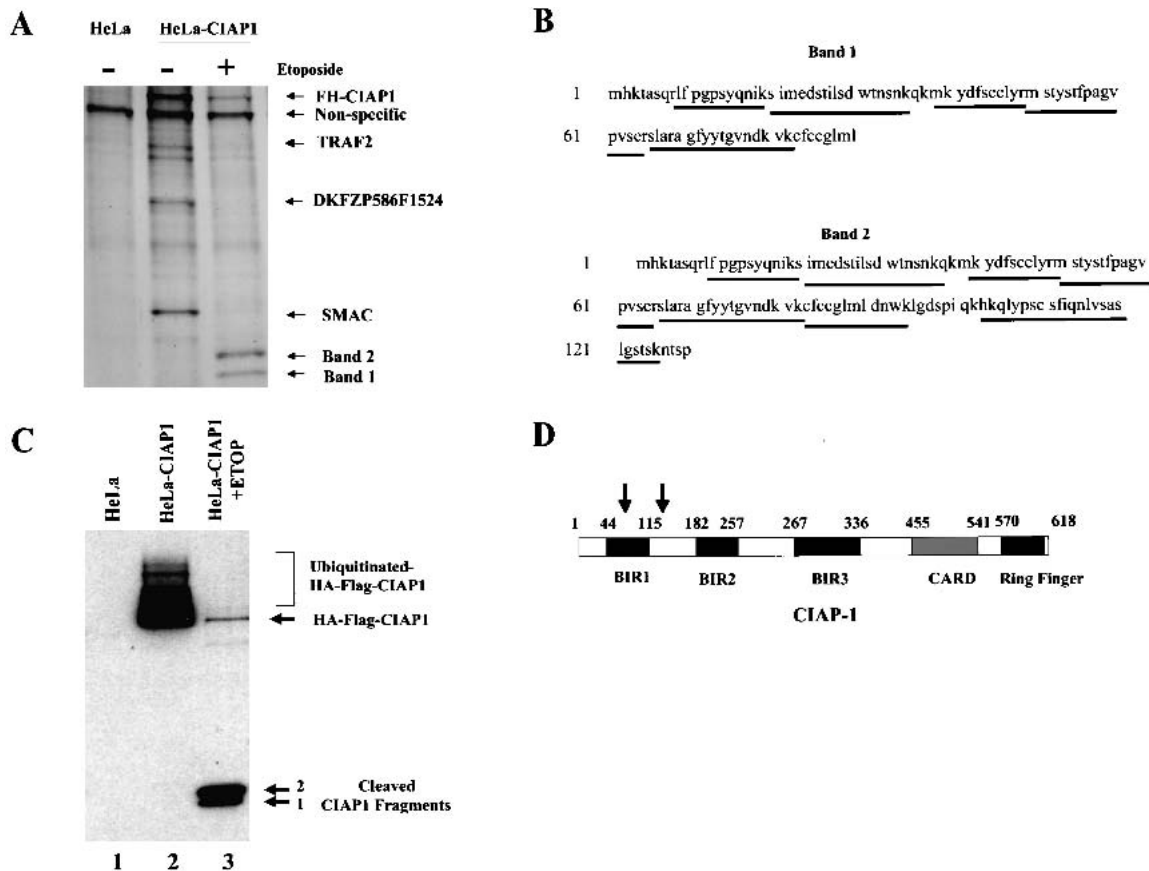 A
HeLa HeLa-CIAP1
- - + Etoposide
FH-CIAP1
Non-specific
TRAF2
DKFZP586F1524
SMAC
Band 2
Band 1
B
Band 1
1 mhktasqrlf pgpsyqniks imedstilsd wtnsnkqkmk ydfscclyrm stystfpagv
61 pvserslara gfyytgvndk vkcfccglml
Band 2
1 mhktasqrlf pgpsyqniks imedstilsd wtnsnkqkmk ydfscclyrm stystfpagv
61 pvserslara gfyytgvndk vkcfccglml dnwklgdspi qkhkqlypsc sfiqnlvsas
121 lgstskntsp
C
HeLa
HeLa-CIAP1
HeLa-CIAP1
+ETOP
Ubiquitinated-
HA-Flag-CIAP1
HA-Flag-CIAP1
2 Cleaved
1 CIAP1 Fragments
1 2 3
D
1 44 115 182 257 267 336 455 541 570 618
BIR1 BIR2 BIR3 CARD Ring Finger
CIAP-1